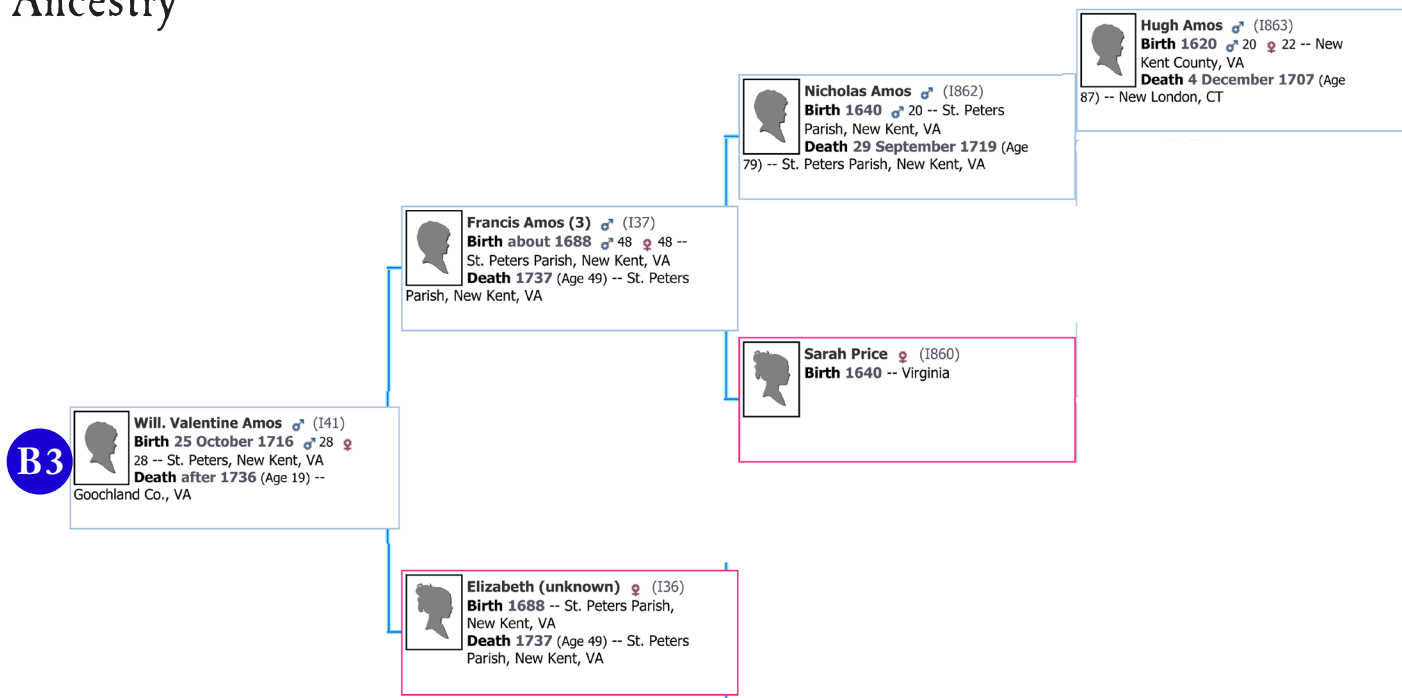 Ancestry
Hugh Amos ♂ (I863)
Birth 1620 ♂ 20 ♀ 22 -- New
Kent County, VA
Death 4 December 1707 (Age
87) -- New London, CT
Nicholas Amos ♂ (I862)
Birth 1640 ♂ 20 -- St. Peters
Parish, New Kent, VA
Death 29 September 1719 (Age
79) -- St. Peters Parish, New Kent, VA
Francis Amos (3) ♂ (I37)
Birth about 1688 ♂ 48 ♀ 48 --
St. Peters Parish, New Kent, VA
Death 1737 (Age 49) -- St. Peters
Parish, New Kent, VA
Sarah Price ♀ (I860)
Birth 1640 -- Virginia
B3
Will. Valentine Amos ♂ (I41)
Birth 25 October 1716 ♂ 28 ♀
28 -- St. Peters, New Kent, VA
Death after 1736 (Age 19) --
Goochland Co., VA
Elizabeth (unknown) ♀ (I36)
Birth 1688 -- St. Peters Parish,
New Kent, VA
Death 1737 (Age 49) -- St. Peters
Parish, New Kent, VA